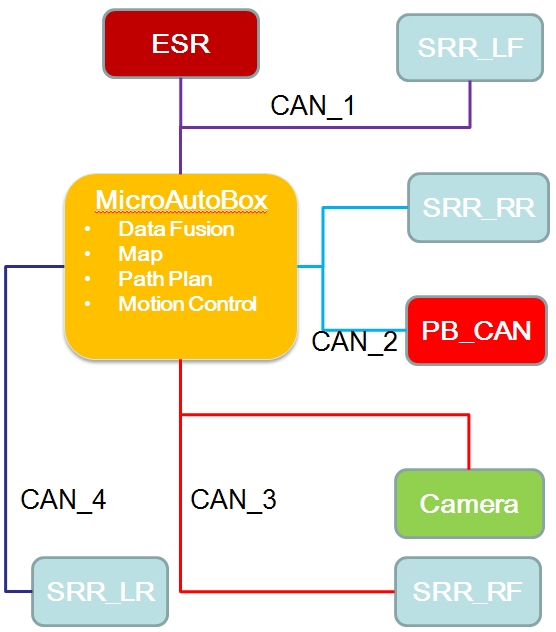 ESR
SRR_LF
CAN_1
MicroAutoBox
• Data Fusion
• Map
• Path Plan
• Motion Control
SRR_RR
CAN_2
PB_CAN
CAN_4
CAN_3
Camera
SRR_LR
SRR_RF